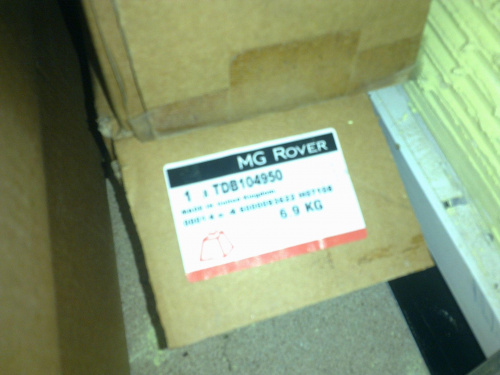 MG ROVER
1 TDB104950
Made in United Kingdom
6.9 KG